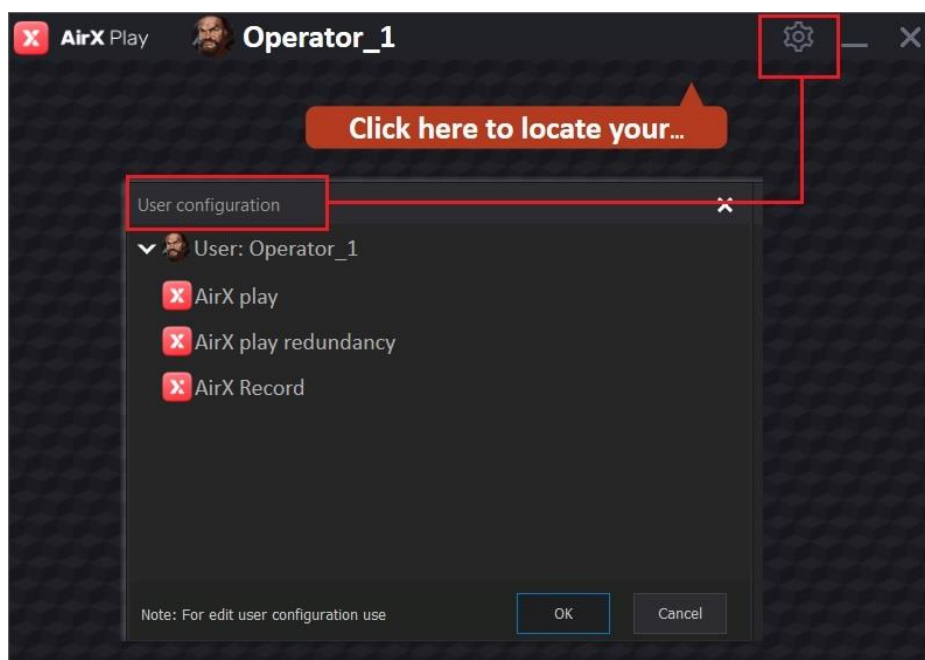 AirX Play Operator_1
Click here to locate your...
User configuration
User: Operator_1
AirX play
AirX play redundancy
AirX Record
Note: For edit user configuration use OK Cancel